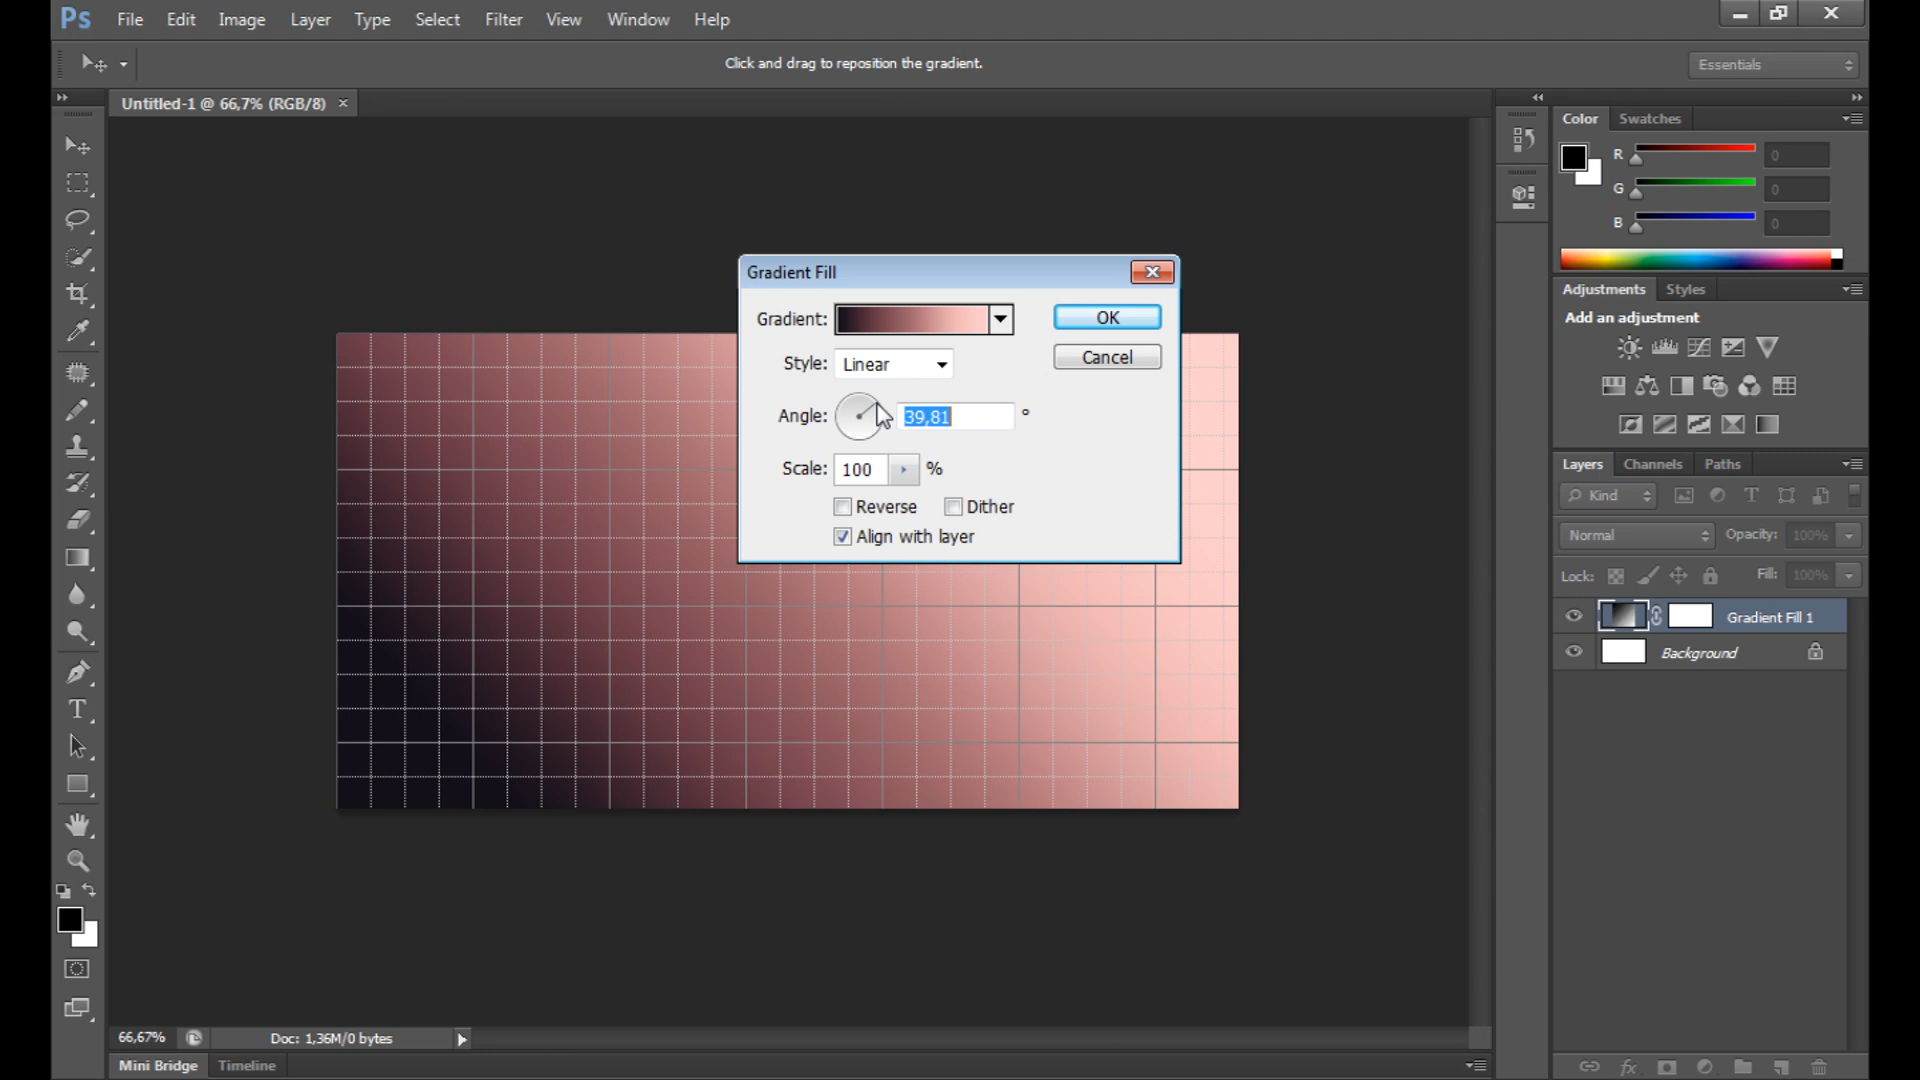 Ps File Edit Image Layer Type Select Filter View Window Help
Click and drag to reposition the gradient.
Essentials
Untitled-1 @ 66,7% (RGB/8)
Color Swatches
R 0
G 0
B 0
Adjustments Styles
Add an adjustment
Gradient Fill
Gradient:
OK
Style: Linear
Cancel
Angle: 39,81 °
Scale: 100 %
Reverse Dither
Align with layer
Layers Channels Paths
Kind
Normal Opacity: 100%
Lock: Fill: 100%
Gradient Fill 1
Background
66,67% Doc: 1,36M/0 bytes
Mini Bridge Timeline